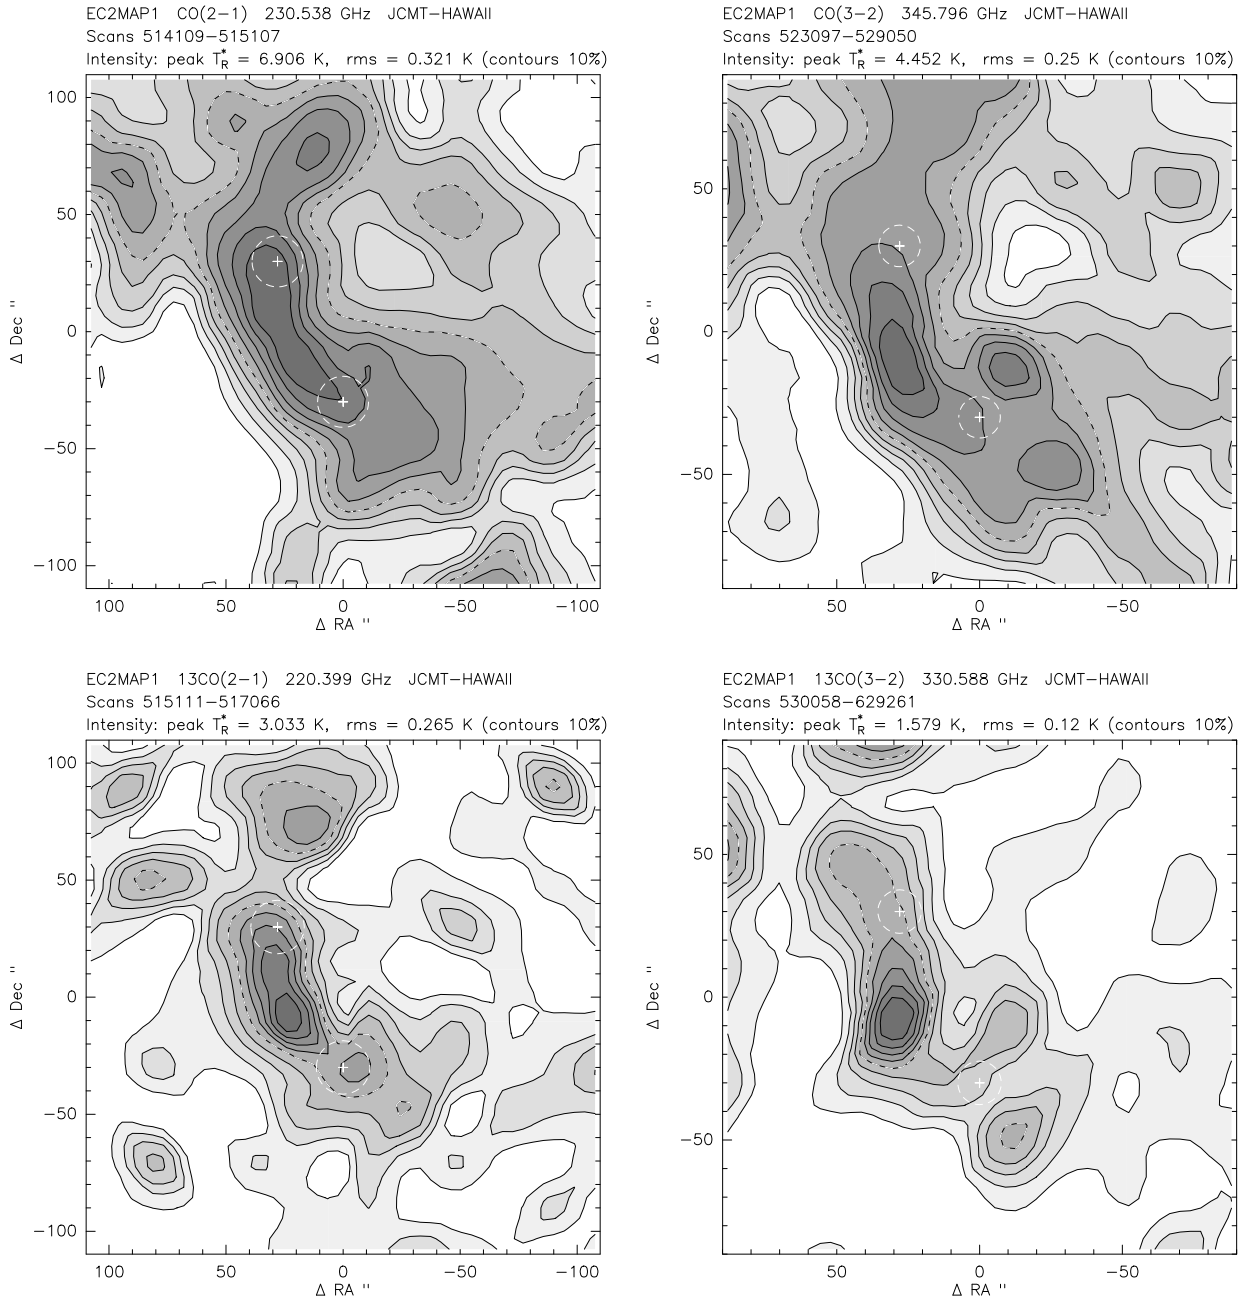 EC2MAP1 CO(2−1) 230.538 GHz JCMT−HAWAII
Scans 514109−515107
Intensity: peak T*R = 6.906 K, rms = 0.321 K (contours 10%)
100
50
0
−50
−100
Δ Dec "
100 50 0 −50 −100
Δ RA "
EC2MAP1 CO(3−2) 345.796 GHz JCMT−HAWAII
Scans 523097−529050
Intensity: peak T*R = 4.452 K, rms = 0.25 K (contours 10%)
50
0
−50
Δ Dec "
50 0 −50
Δ RA "
EC2MAP1 13CO(2−1) 220.399 GHz JCMT−HAWAII
Scans 515111−517066
Intensity: peak T*R = 3.033 K, rms = 0.265 K (contours 10%)
100
50
0
−50
−100
Δ Dec "
100 50 0 −50 −100
Δ RA "
EC2MAP1 13CO(3−2) 330.588 GHz JCMT−HAWAII
Scans 530058−629261
Intensity: peak T*R = 1.579 K, rms = 0.12 K (contours 10%)
50
0
−50
Δ Dec "
50 0 −50
Δ RA "